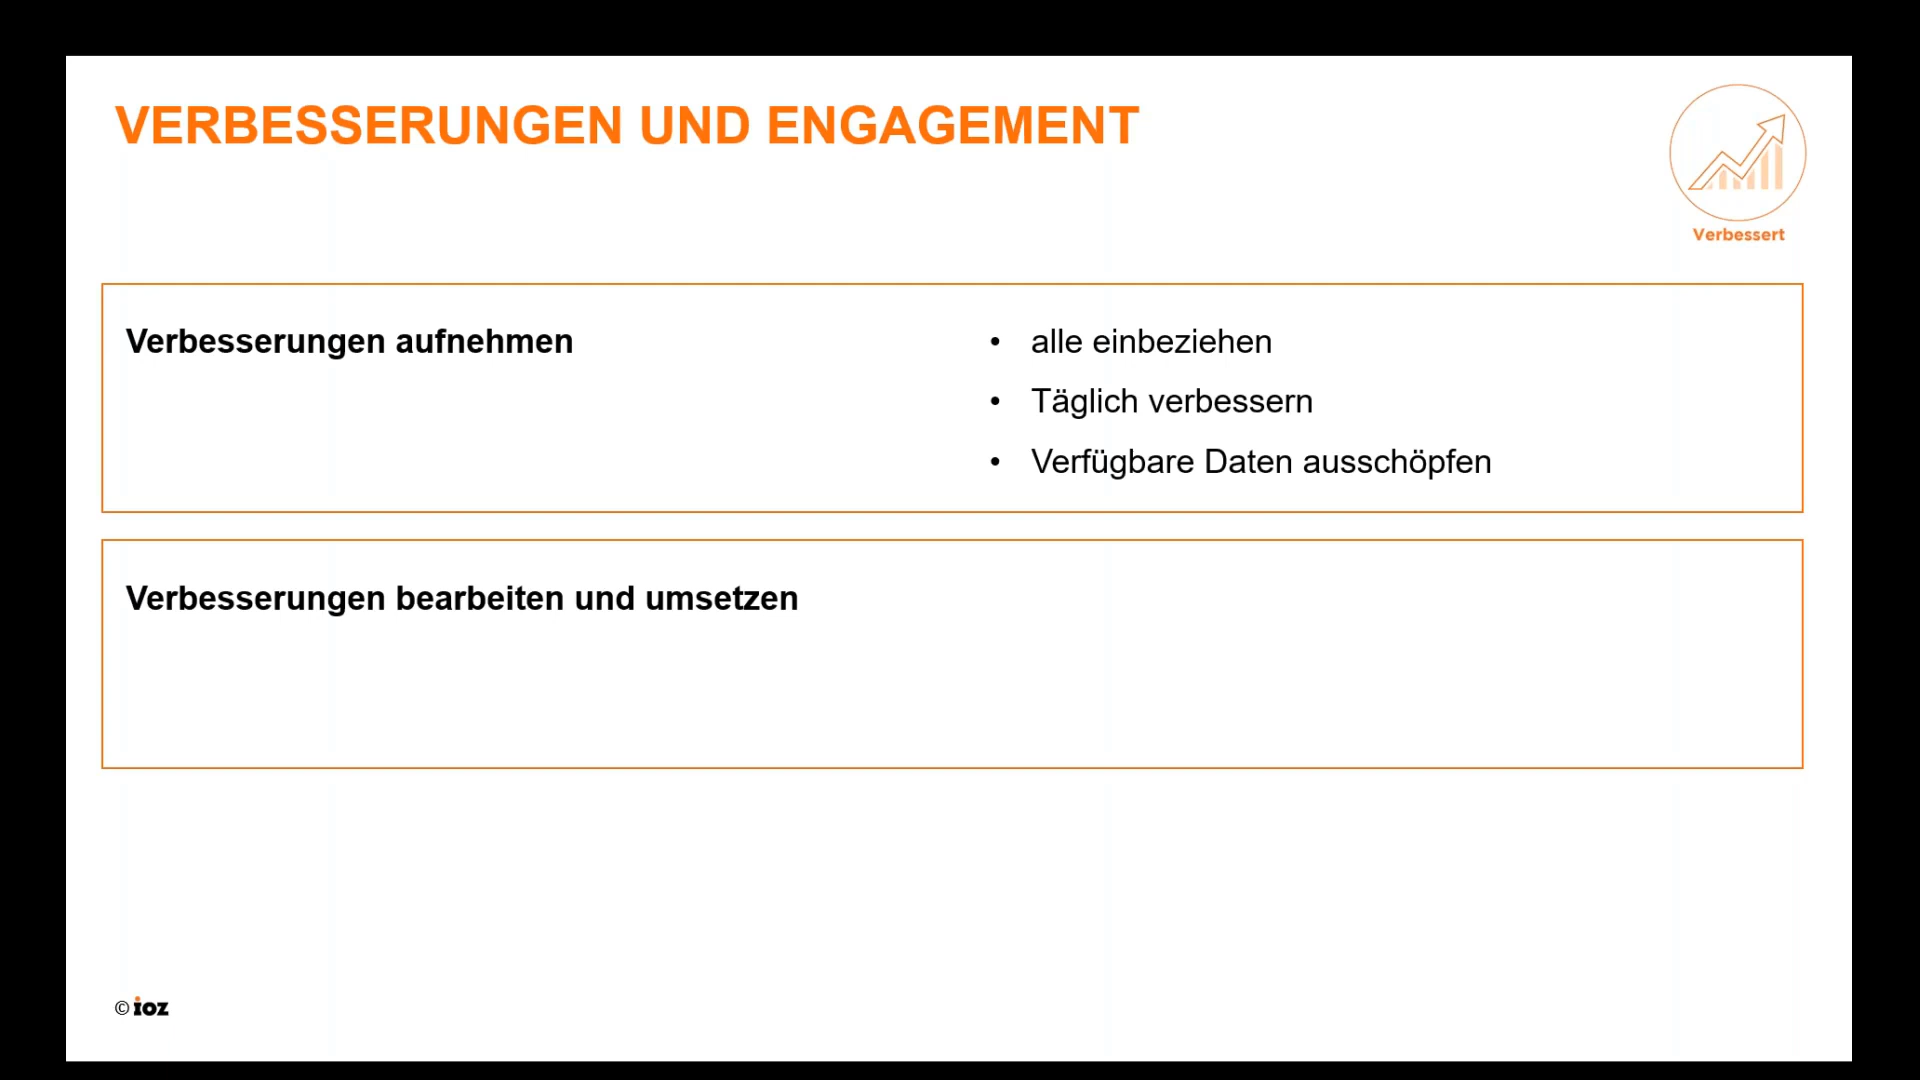 VERBESSERUNGEN UND ENGAGEMENT
Verbessert
Verbesserungen aufnehmen
• alle einbeziehen
• Täglich verbessern
• Verfügbare Daten ausschöpfen
Verbesserungen bearbeiten und umsetzen
© ioz